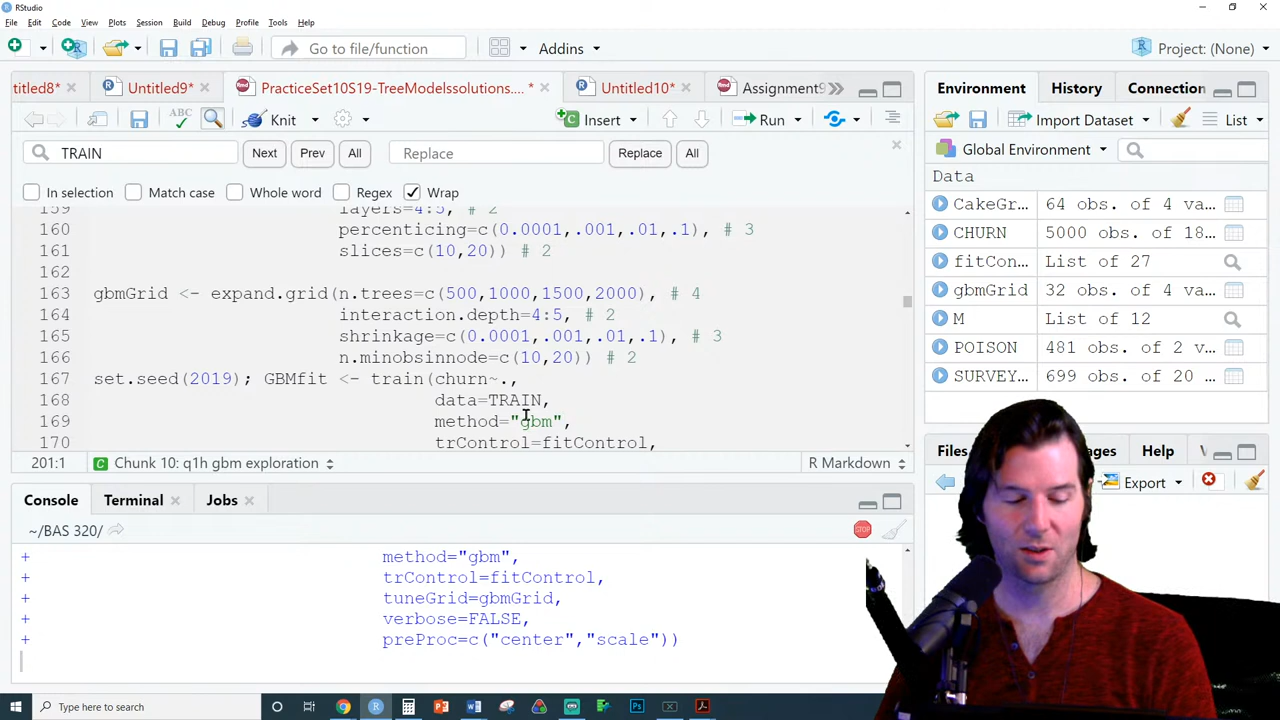 RStudio
File Edit Code View Plots Session Build Debug Profile Tools Help
Go to file/function Addins Project: (None)
titled8* Untitled9* PracticeSet10S19-TreeModelssolutions.... * Untitled10* Assignment9
Environment History Connection
ABC Knit Insert Run
Import Dataset List
TRAIN Next Prev All Replace Replace All
Global Environment
In selection Match case Whole word Regex Wrap
Data
159 layers=4:5, # 2
160 percenticing=c(0.0001,.001,.01,.1), # 3
161 slices=c(10,20)) # 2
162
163 gbmGrid <- expand.grid(n.trees=c(500,1000,1500,2000), # 4
164 interaction.depth=4:5, # 2
165 shrinkage=c(0.0001,.001,.01,.1), # 3
166 n.minobsinnode=c(10,20)) # 2
167 set.seed(2019); GBMfit <- train(churn~.,
168 data=TRAIN,
169 method="gbm",
170 trControl=fitControl,
201:1 Chunk 10: q1h gbm exploration R Markdown
CakeGr... 64 obs. of 4 va...
CHURN 5000 obs. of 18...
fitCon... List of 27
gbmGrid 32 obs. of 4 va...
M List of 12
POISON 481 obs. of 2 v...
SURVEY 699 obs. of 20 ...
Files ages Help
Export
Console Terminal Jobs
~/BAS 320/
+ method="gbm",
+ trControl=fitControl,
+ tuneGrid=gbmGrid,
+ verbose=FALSE,
+ preProc=c("center","scale"))
Type here to search